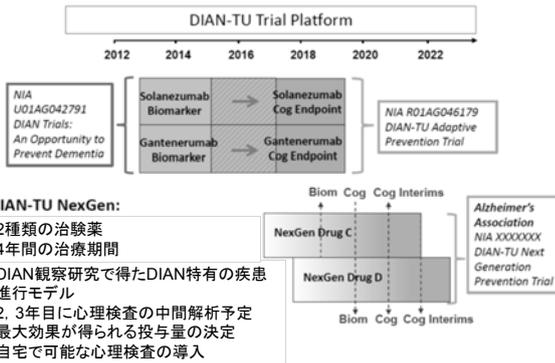 DIAN-TU Trial Platform
2012 2014 2016 2018 2020 2022
NIA
U01AG042791
DIAN Trials:
An Opportunity to
Prevent Dementia
Solanezumab
Biomarker
Solanezumab
Cog Endpoint
Gantenerumab
Biomarker
Gantenerumab
Cog Endpoint
NIA R01AG046179
DIAN-TU Adaptive
Prevention Trial
DIAN-TU NexGen:
2種類の治験薬
4年間の治療期間
DIAN観察研究で得たDIAN特有の疾患
進行モデル
2, 3年目に心理検査の中間解析予定
最大効果が得られる投与量の決定
自宅で可能な心理検査の導入
Biom Cog Cog Interims
NexGen Drug C
NexGen Drug D
Biom Cog Cog Interims
Alzheimer's
Association
NIA XXXXXXX
DIAN-TU Next
Generation
Prevention Trial